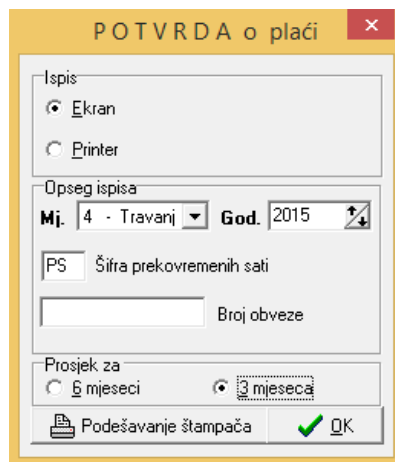 POTVRDA o plaći
Ispis
Ekran
Printer
Opseg ispisa
Mj. 4 - Travanj God. 2015
PS Šifra prekovremenih sati
Broj obveze
Prosjek za
6 mjeseci 3 mjeseca
Podešavanje štampača OK